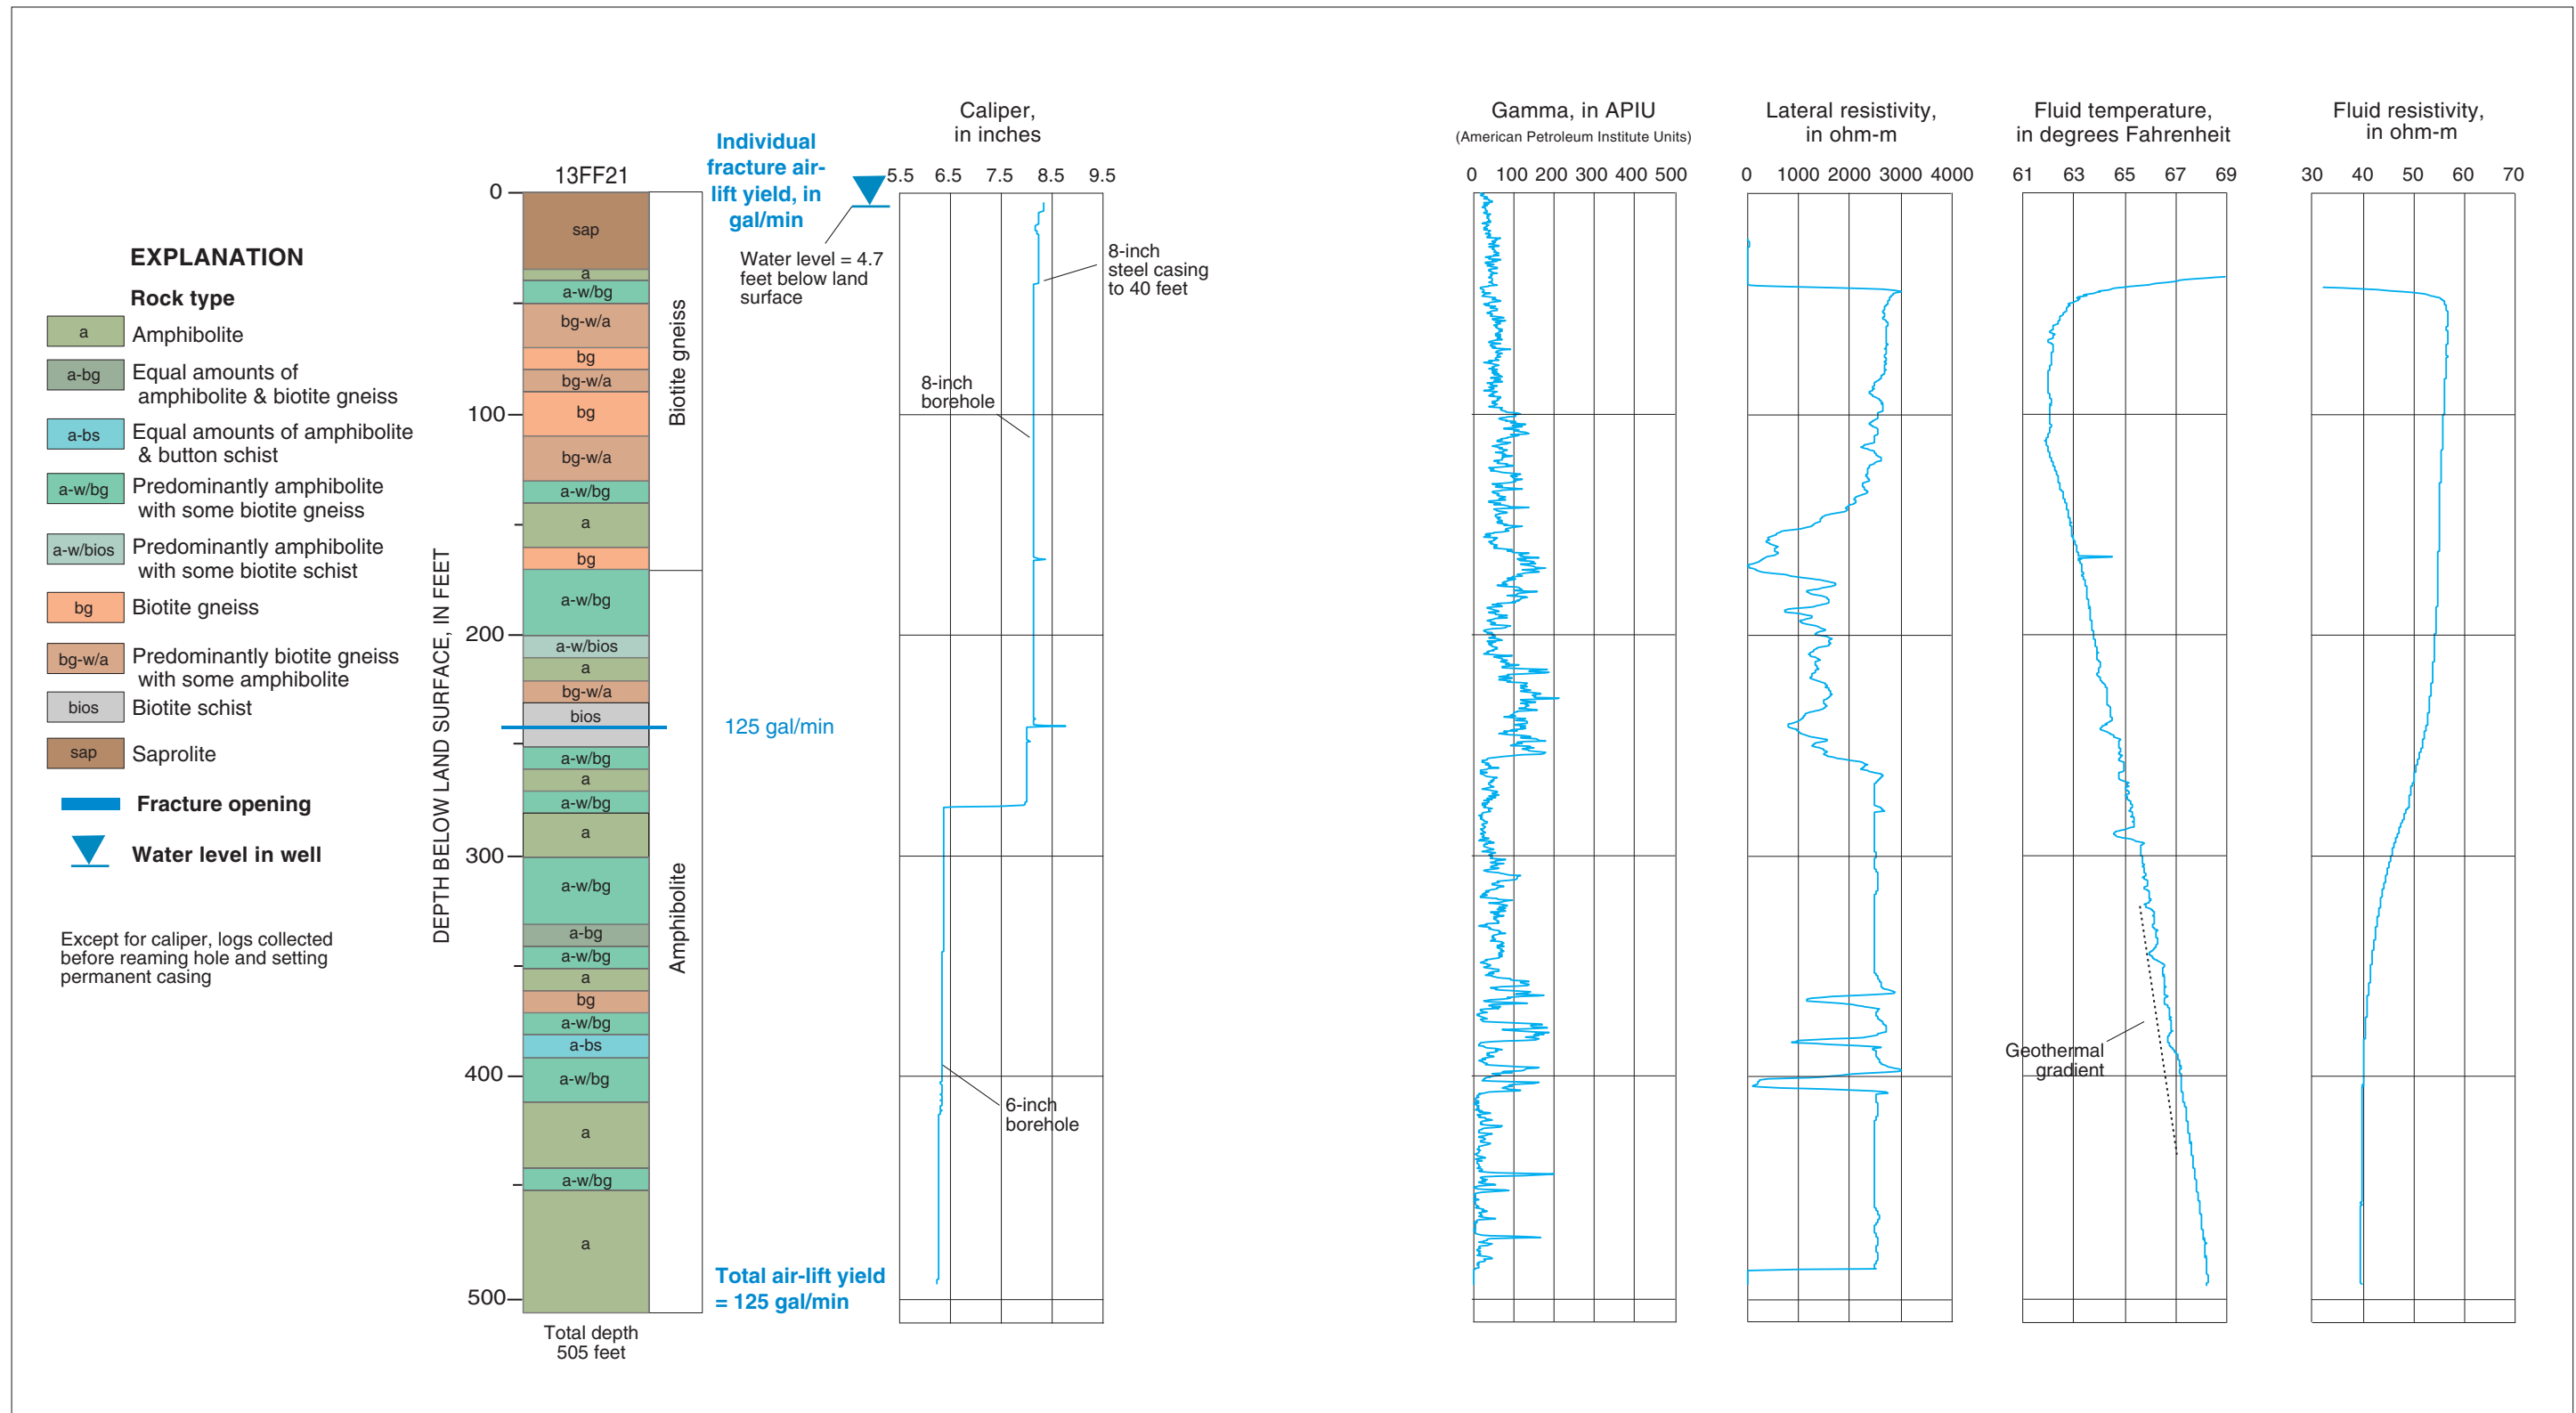 EXPLANATION
Rock type
a
Amphibolite
a-bg
Equal amounts of
amphibolite & biotite gneiss
a-bs
Equal amounts of amphibolite
& button schist
a-w/bg
Predominantly amphibolite
with some biotite gneiss
a-w/bios
Predominantly amphibolite
with some biotite schist
bg
Biotite gneiss
bg-w/a
Predominantly biotite gneiss
with some amphibolite
bios
Biotite schist
sap
Saprolite
Fracture opening
Water level in well
Except for caliper, logs collected
before reaming hole and setting
permanent casing
DEPTH BELOW LAND SURFACE, IN FEET
0
100
200
300
400
500
13FF21
sap
a
a-w/bg
bg-w/a
bg
bg-w/a
bg
bg-w/a
a-w/bg
a
bg
a-w/bg
a-w/bios
a
bg-w/a
bios
a-w/bg
a
a-w/bg
a
a-w/bg
a-bg
a-w/bg
a
bg
a-w/bg
a-bs
a-w/bg
a
a-w/bg
a
Total depth
505 feet
Biotite gneiss
Amphibolite
Individual
fracture air-
lift yield, in
gal/min
Water level = 4.7
feet below land
surface
125 gal/min
Total air-lift yield
= 125 gal/min
Caliper,
in inches
5.5 6.5 7.5 8.5 9.5
8-inch
steel casing
to 40 feet
8-inch
borehole
6-inch
borehole
Gamma, in APIU
(American Petroleum Institute Units)
0 100 200 300 400 500
Lateral resistivity,
in ohm-m
0 1000 2000 3000 4000
Fluid temperature,
in degrees Fahrenheit
61 63 65 67 69
Geothermal
gradient
Fluid resistivity,
in ohm-m
30 40 50 60 70